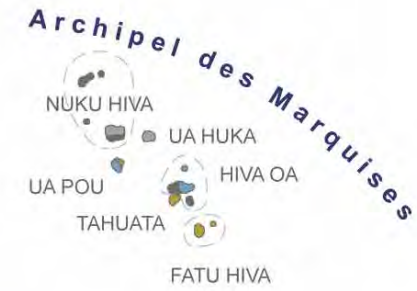 Archipel des Marquises
NUKU HIVA
UA HUKA
UA POU
HIVA OA
TAHUATA
FATU HIVA